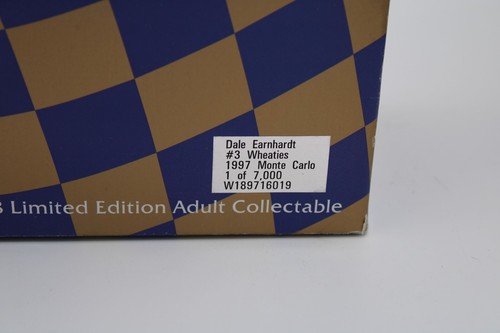 Dale Earnhardt
#3 Wheaties
1997 Monte Carlo
1 of 7,000
W189716019
Limited Edition Adult Collectable